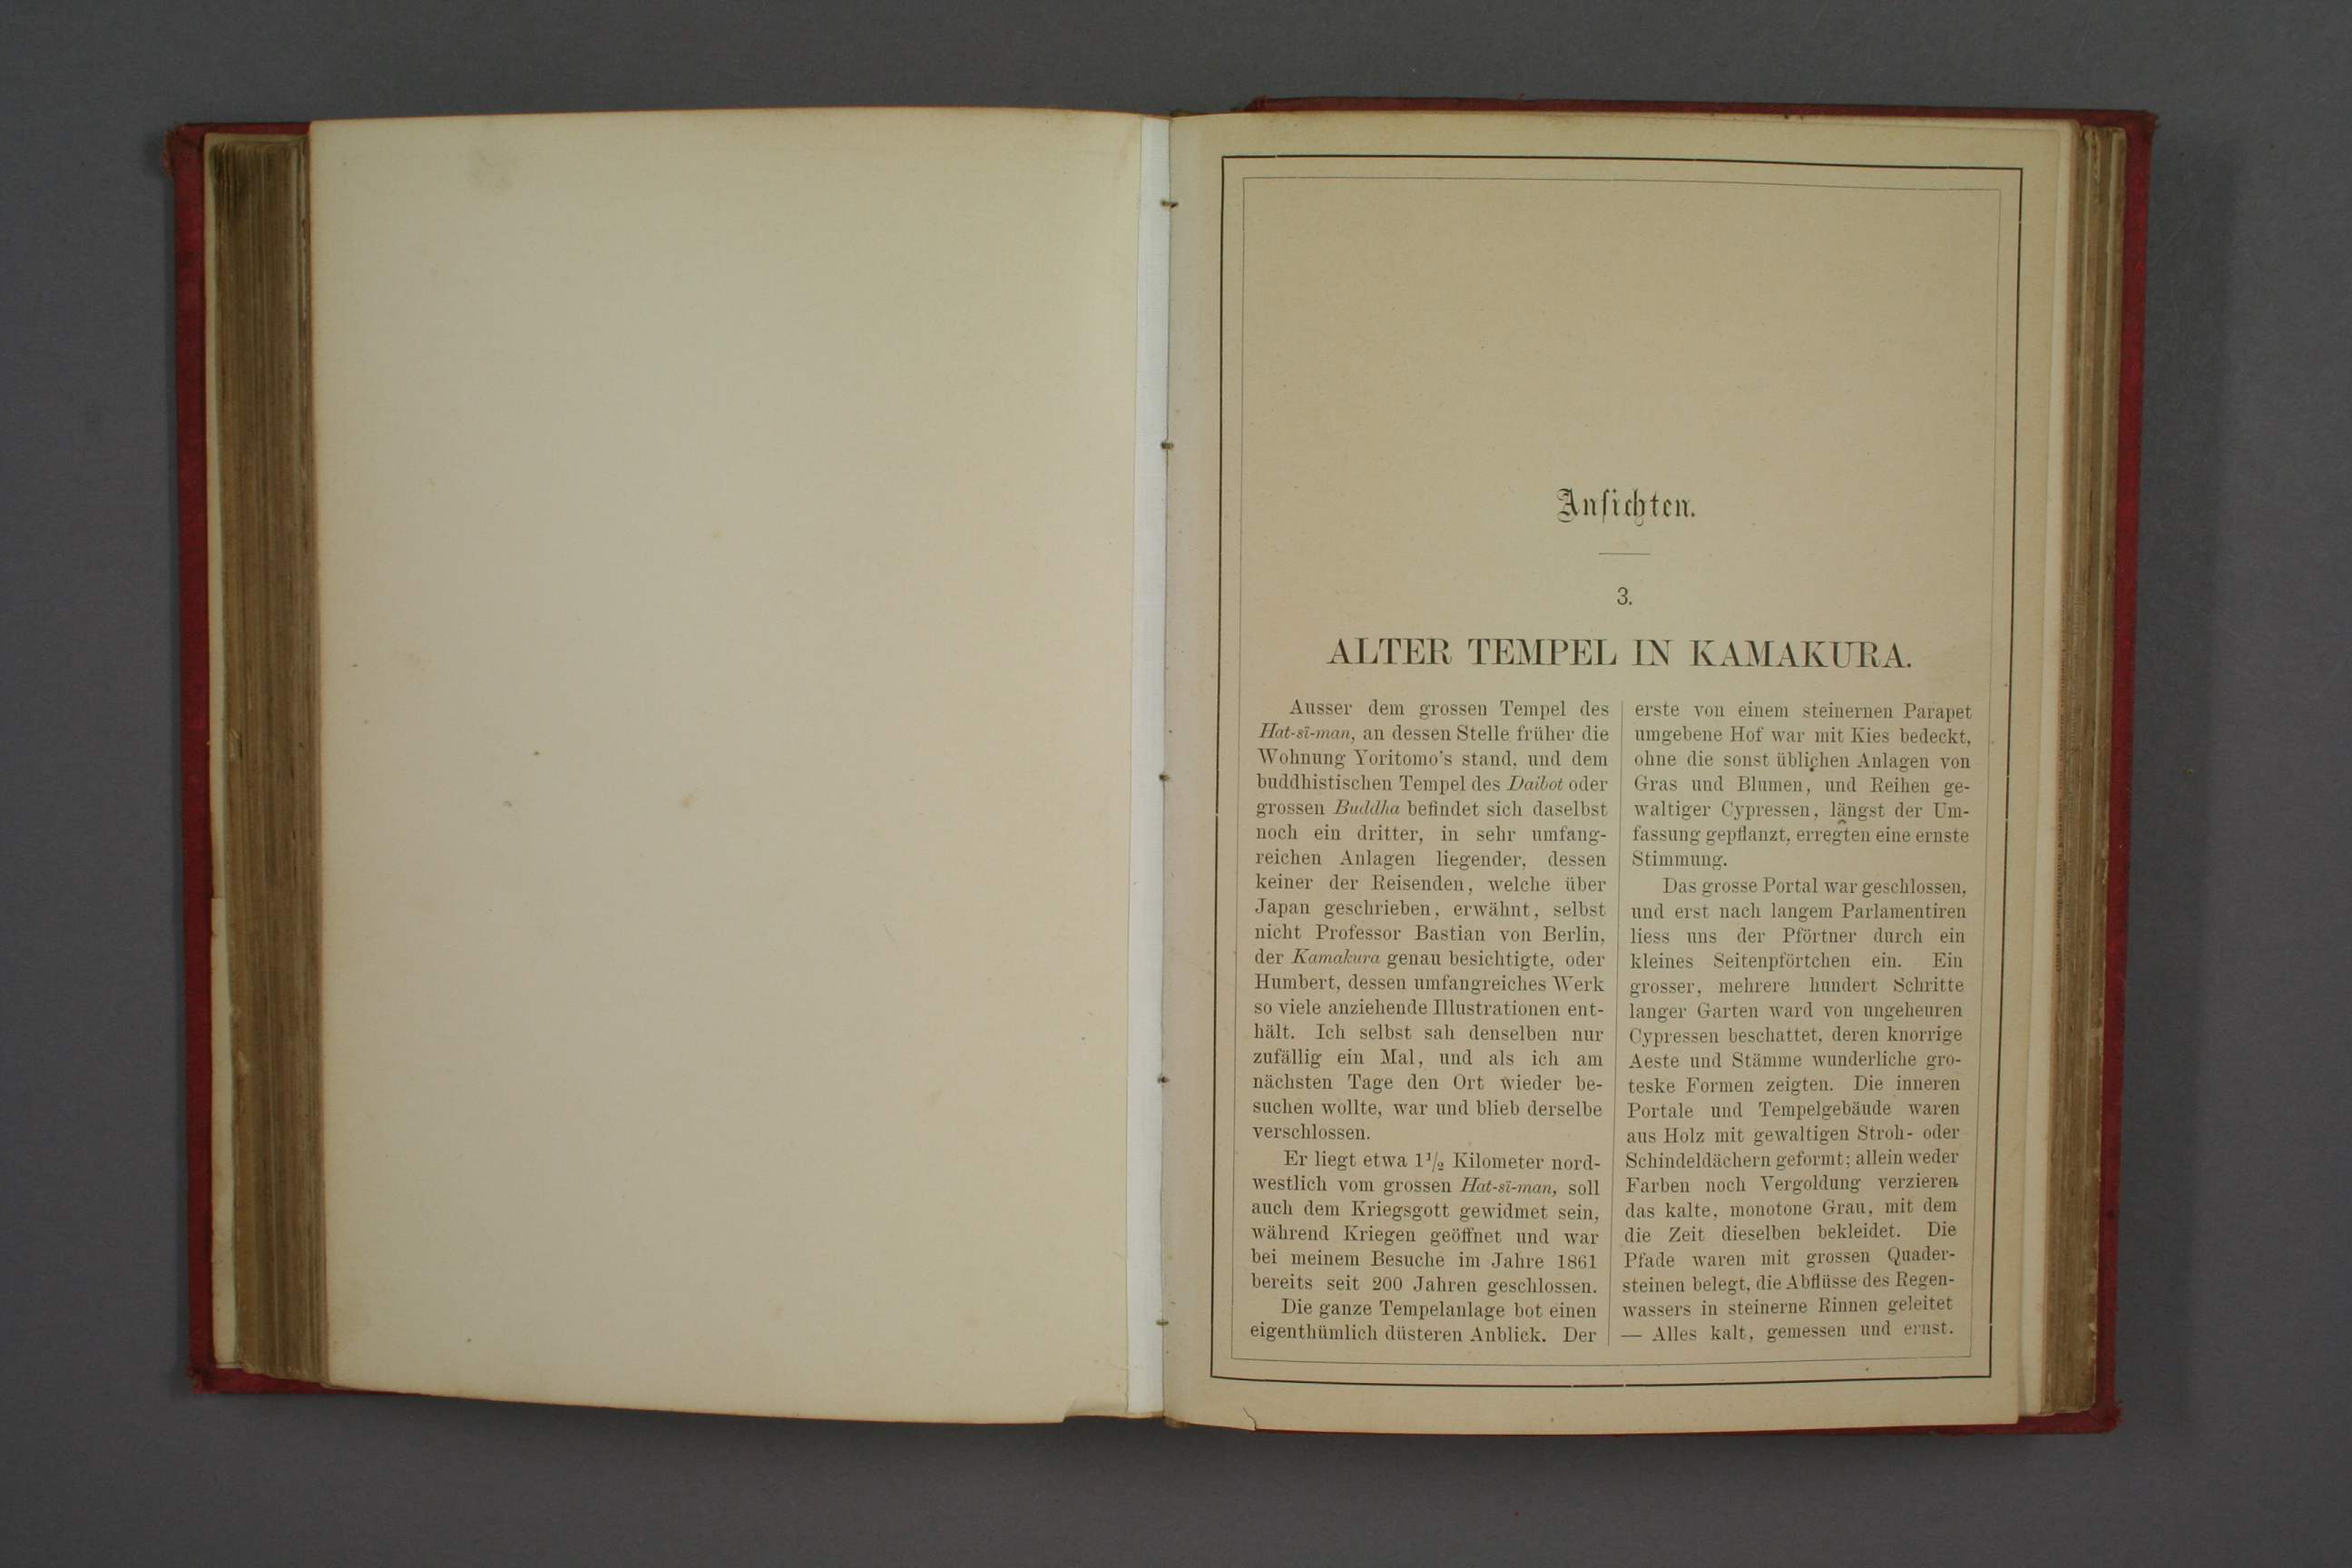 Ansichten.
3.
ALTER TEMPEL IN KAMAKURA.
Ausser dem grossen Tempel des
Hat-sī-man, an dessen Stelle früher die
Wohnung Yoritomo's stand, und dem
buddhistischen Tempel des Daibot oder
grossen Buddha befindet sich daselbst
noch ein dritter, in sehr umfang-
reichen Anlagen liegender, dessen
keiner der Reisenden, welche über
Japan geschrieben, erwähnt, selbst
nicht Professor Bastian von Berlin,
der Kamakura genau besichtigte, oder
Humbert, dessen umfangreiches Werk
so viele anziehende Illustrationen ent-
hält. Ich selbst sah denselben nur
zufällig ein Mal, und als ich am
nächsten Tage den Ort wieder be-
suchen wollte, war und blieb derselbe
verschlossen.
Er liegt etwa 1 1/2 Kilometer nord-
westlich vom grossen Hat-sī-man, soll
auch dem Kriegsgott gewidmet sein,
während Kriegen geöffnet und war
bei meinem Besuche im Jahre 1861
bereits seit 200 Jahren geschlossen.
Die ganze Tempelanlage bot einen
eigenthümlich düsteren Anblick. Der
erste von einem steinernen Parapet
umgebene Hof war mit Kies bedeckt,
ohne die sonst üblichen Anlagen von
Gras und Blumen, und Reihen ge-
waltiger Cypressen, längst der Um-
fassung gepflanzt, erregten eine ernste
Stimmung.
Das grosse Portal war geschlossen,
und erst nach langem Parlamentiren
liess uns der Pförtner durch ein
kleines Seitenpförtchen ein. Ein
grosser, mehrere hundert Schritte
langer Garten ward von ungeheuren
Cypressen beschattet, deren knorrige
Aeste und Stämme wunderliche gro-
teske Formen zeigten. Die inneren
Portale und Tempelgebäude waren
aus Holz mit gewaltigen Stroh- oder
Schindeldächern geformt; allein weder
Farben noch Vergoldung verzieren
das kalte, monotone Grau, mit dem
die Zeit dieselben bekleidet. Die
Pfade waren mit grossen Quader-
steinen belegt, die Abflüsse des Regen-
wassers in steinerne Rinnen geleitet
— Alles kalt, gemessen und ernst.